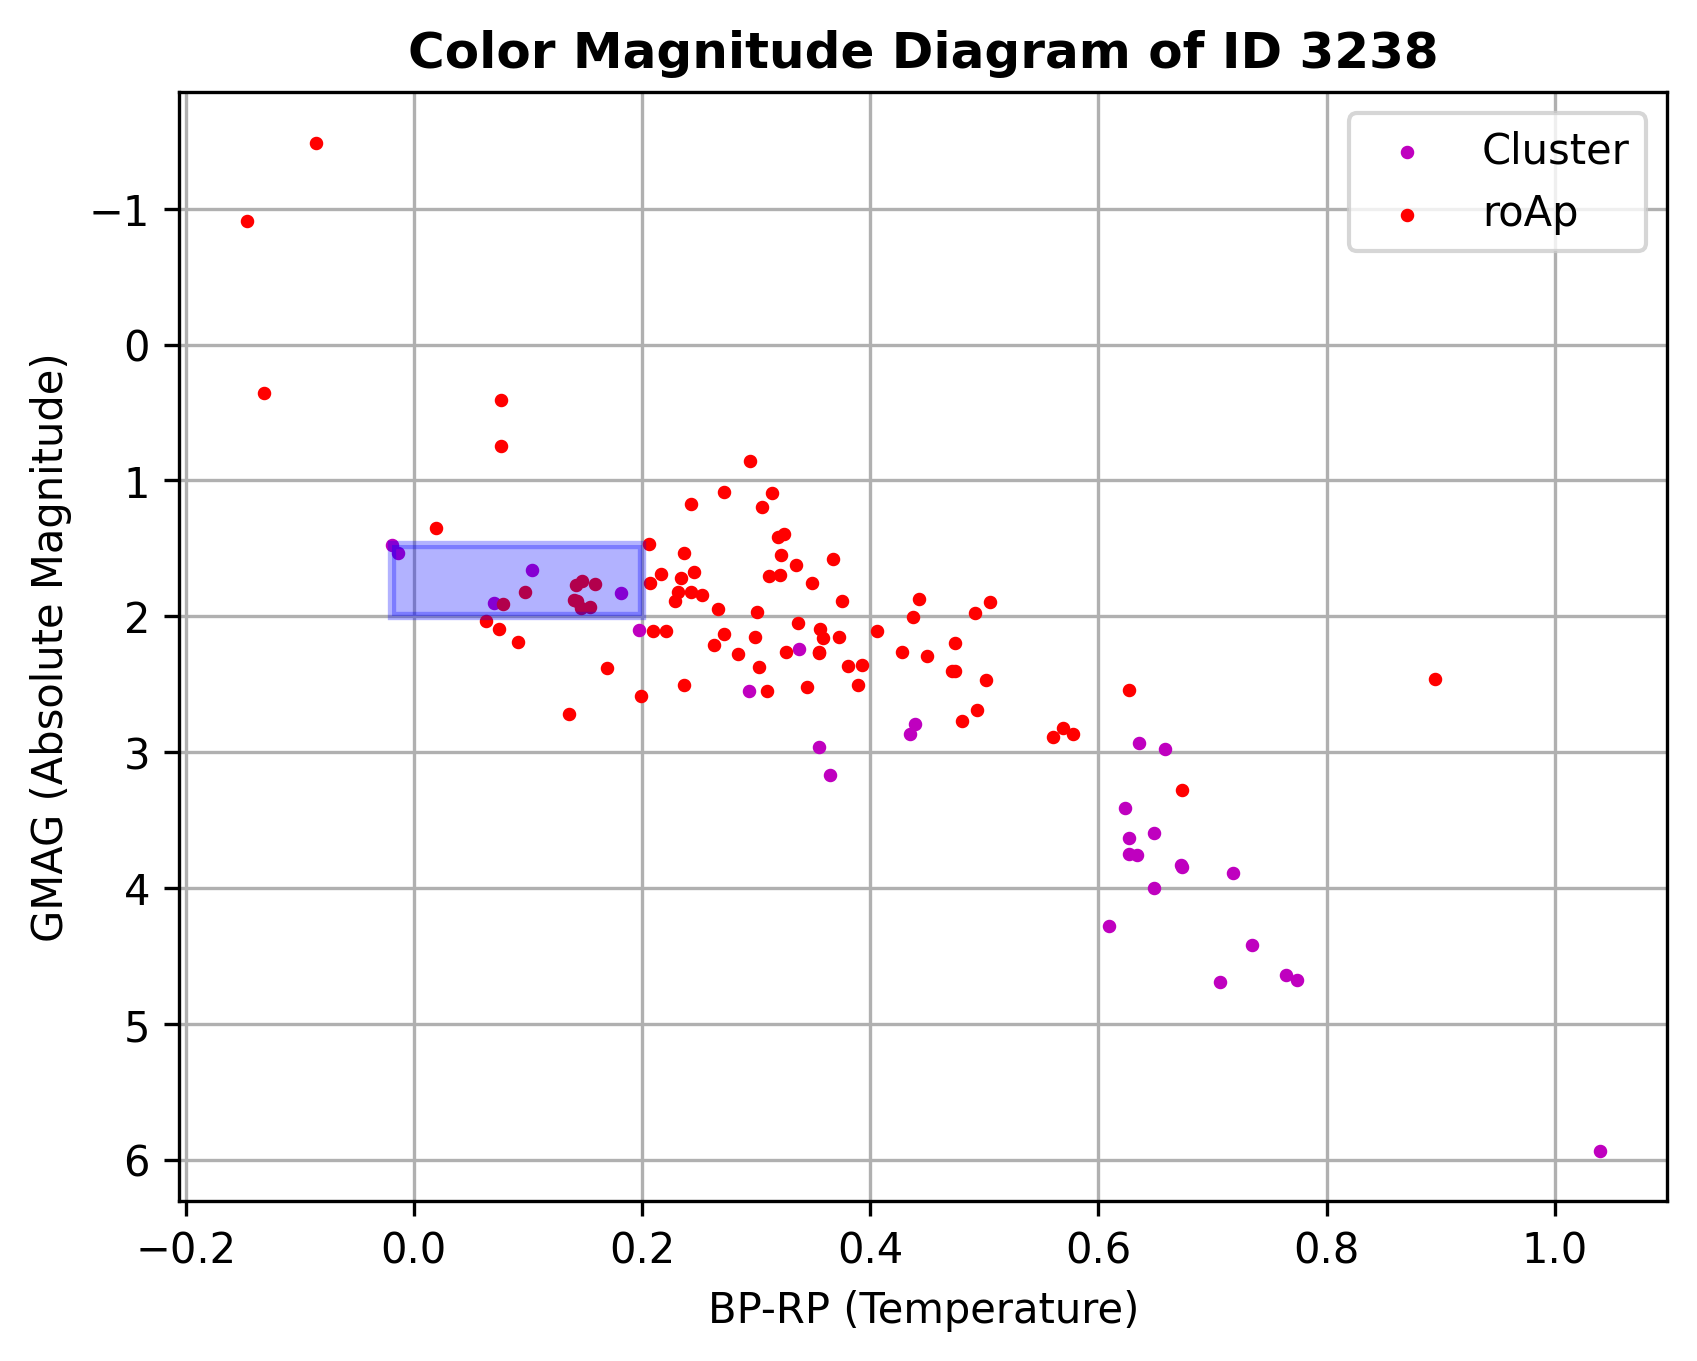 Color Magnitude Diagram of ID 3238
Cluster
roAp
GMAG (Absolute Magnitude)
−1
0
1
2
3
4
5
6
−0.2 0.0 0.2 0.4 0.6 0.8 1.0
BP-RP (Temperature)